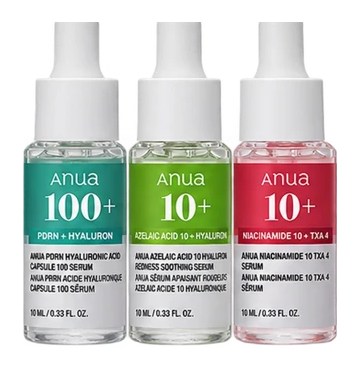 Anua
100+
PDRN + HYALURON
ANUA PDRN HYALURONIC ACID
CAPSULE 100 SERUM
ANUA PRRN ACIDE HYALURONIQUE
CAPSULE 100 SÉRUM
10 ML / 0.33 FL. OZ.
Anua
10+
AZELAIC ACID 10 + HYALURON
ANUA AZELAIC ACID 10 HYALURON
REDNESS SOOTHING SERUM
ANUA SÉRUM APAISANT ROUGEURS
AZELAIC ACIDE 10 HYALURONIQUE
10 ML / 0.33 FL. OZ.
Anua
10+
NIACINAMIDE 10 + TXA 4
ANUA NIACINAMIDE 10 TXA 4
SERUM
ANUA NIACINAMIDE 10 TXA 4
SÉRUM
10 ML / 0.33 FL. OZ.